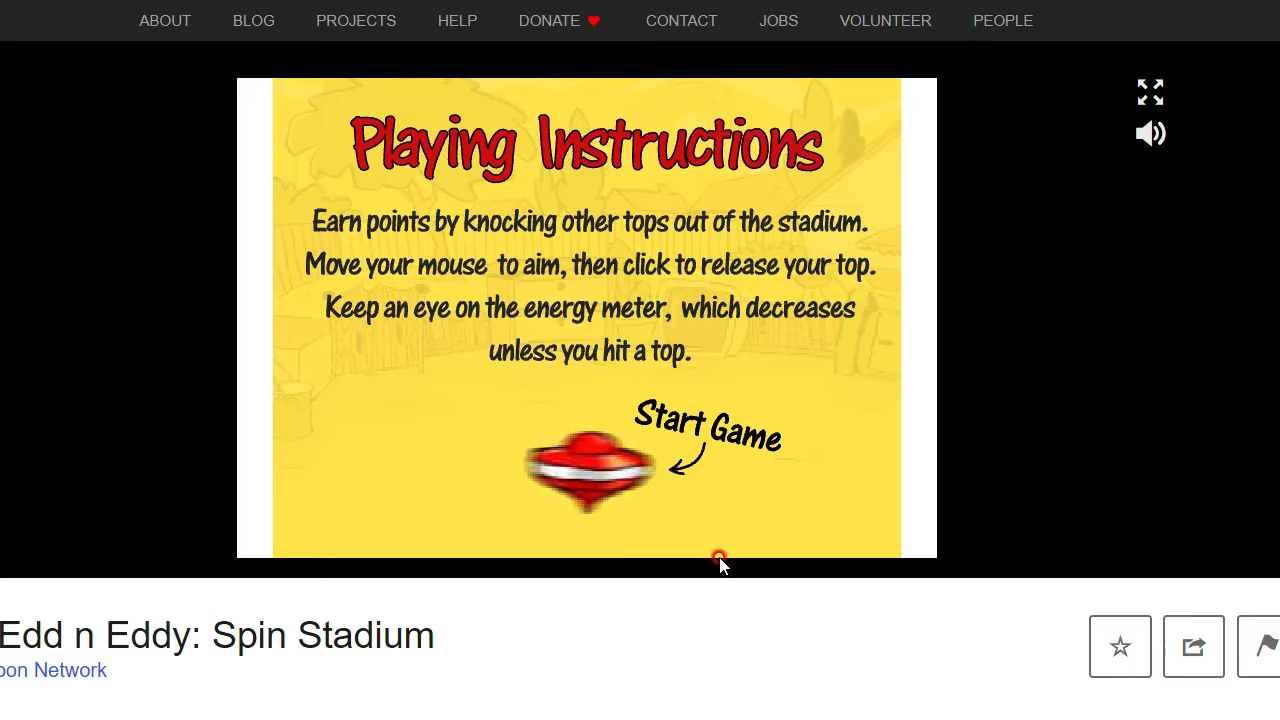 ABOUT BLOG PROJECTS HELP DONATE CONTACT JOBS VOLUNTEER PEOPLE
Playing Instructions
Earn points by knocking other tops out of the stadium.
Move your mouse to aim, then click to release your top.
Keep an eye on the energy meter, which decreases
unless you hit a top.
Start Game
Edd n Eddy: Spin Stadium
oon Network